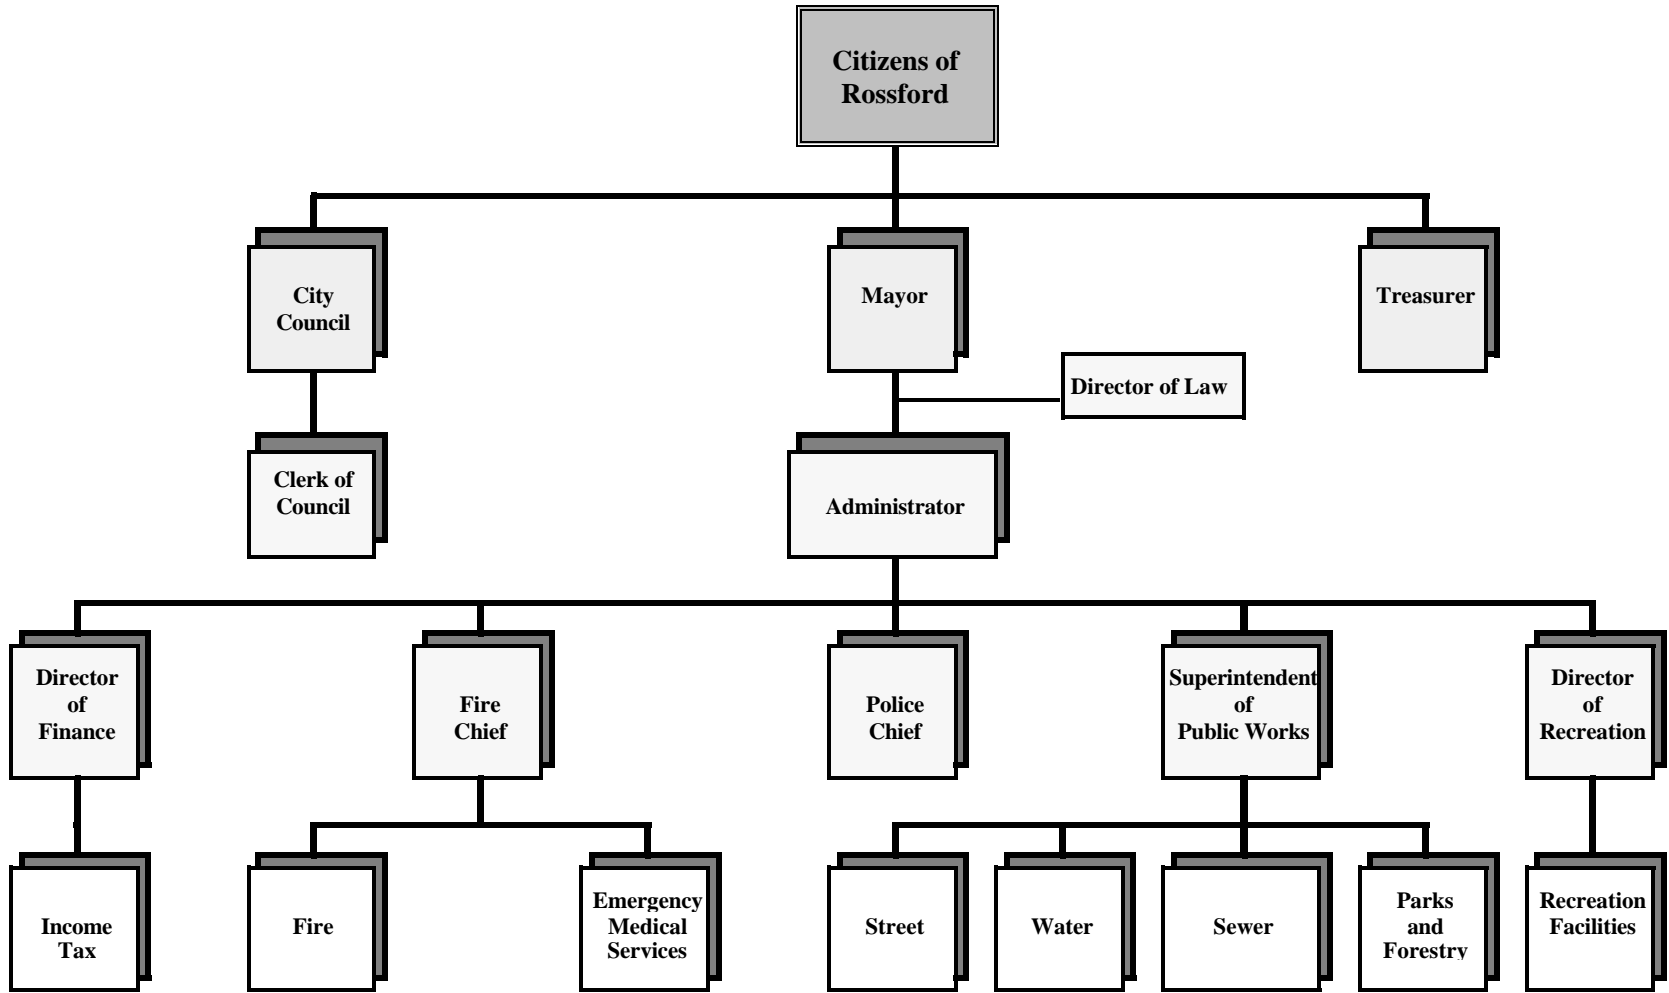 Citizens of
Rossford
City
Council
Mayor
Treasurer
Director of Law
Clerk of
Council
Administrator
Director
of
Finance
Fire
Chief
Police
Chief
Superintendent
of
Public Works
Director
of
Recreation
Income
Tax
Fire
Emergency
Medical
Services
Street
Water
Sewer
Parks
and
Forestry
Recreation
Facilities